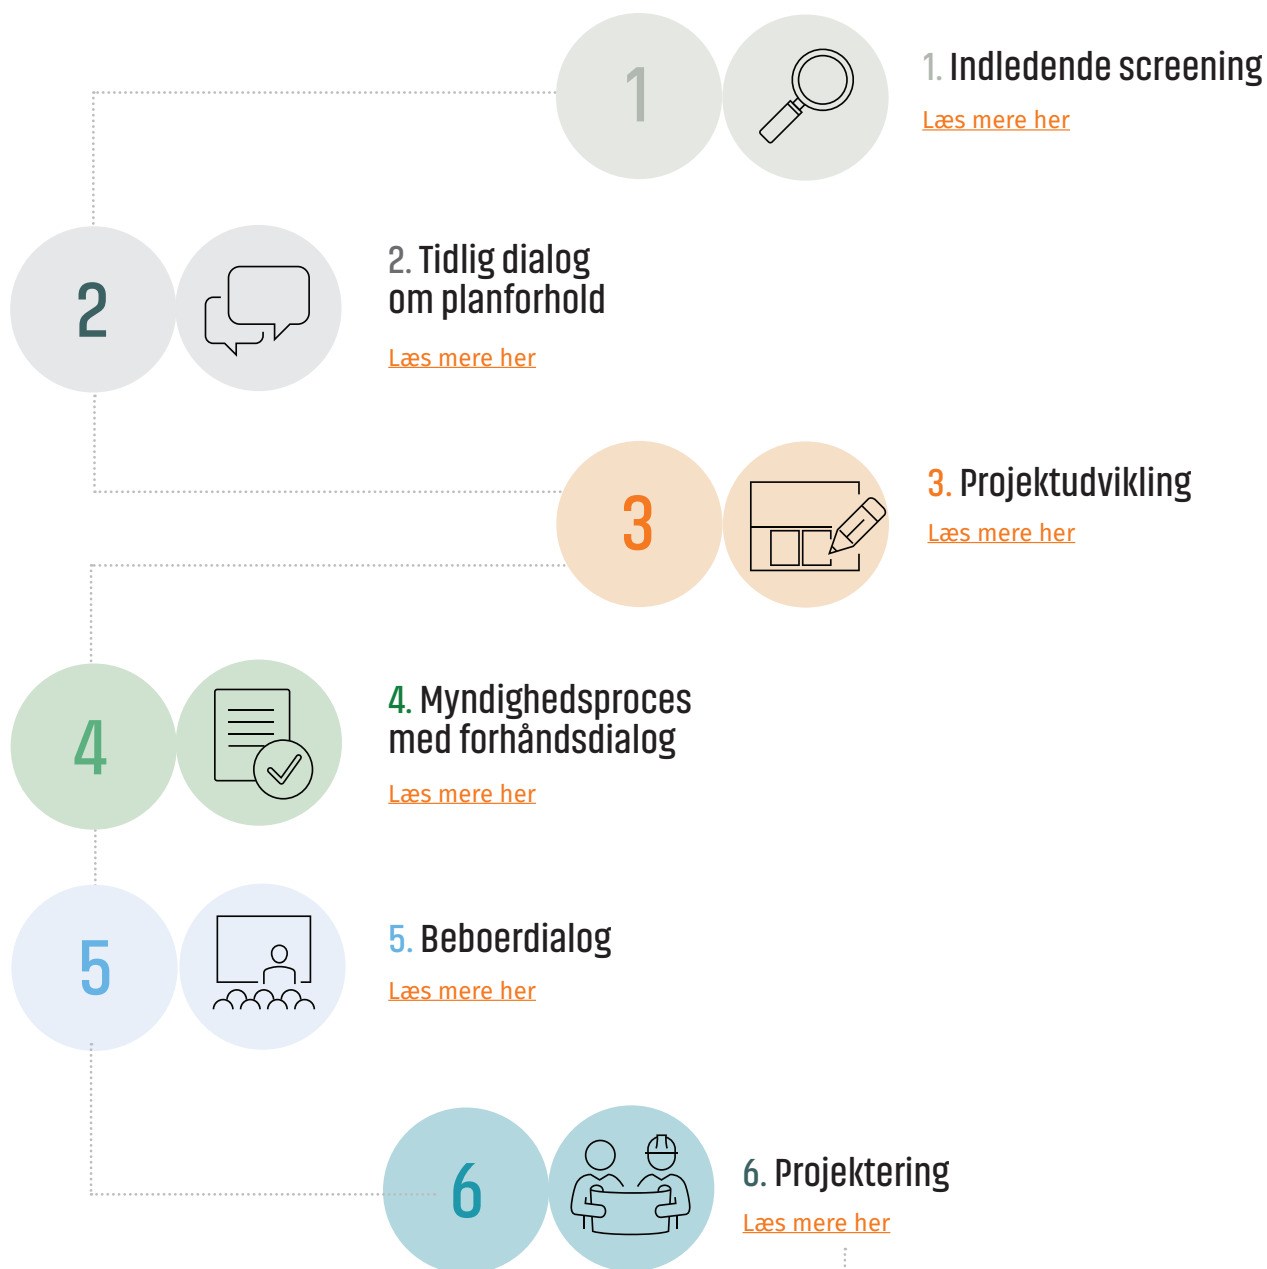 1
1. Indledende screening
Læs mere her
2
2. Tidlig dialog
om planforhold
Læs mere her
3
3. Projektudvikling
Læs mere her
4
4. Myndighedsproces
med forhåndsdialog
Læs mere her
5
5. Beboerdialog
Læs mere her
6
6. Projektering
Læs mere her